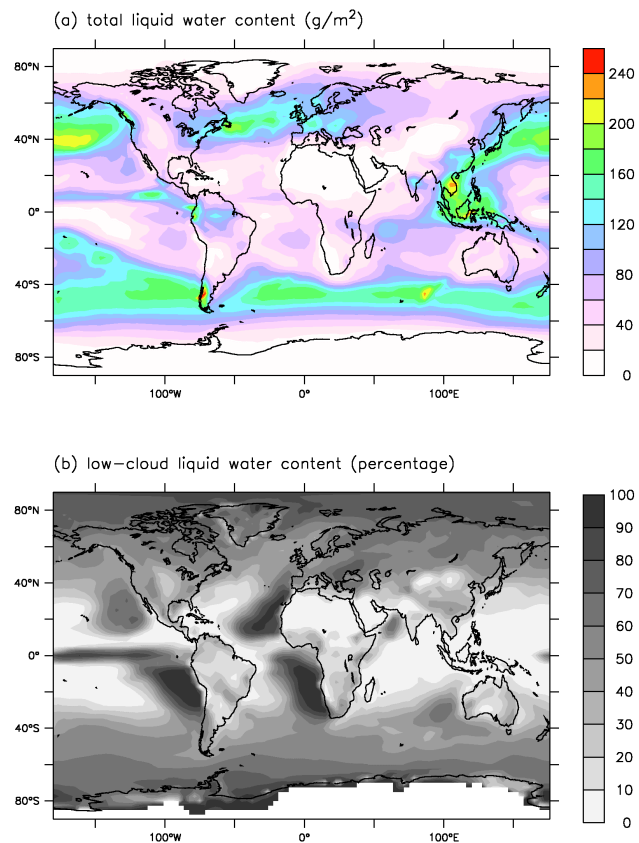 (a) total liquid water content (g/m²)
80°N
40°N
0°
40°S
80°S
100°W 0° 100°E
240
200
160
120
80
40
0
(b) low-cloud liquid water content (percentage)
80°N
40°N
0°
40°S
80°S
100°W 0° 100°E
100
90
80
70
60
50
40
30
20
10
0